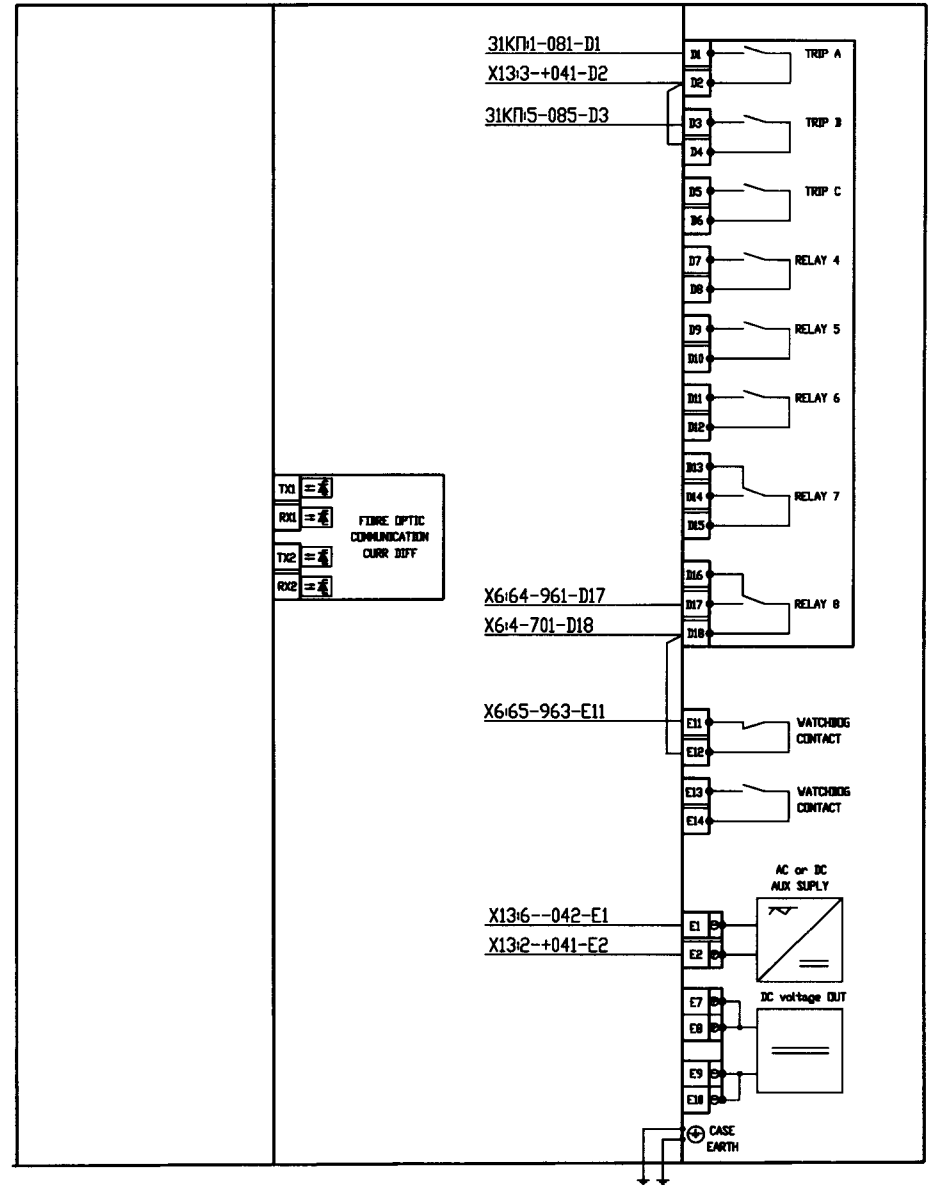 31КП:1-081-D1
X13:3-+041-D2
31КП:5-085-D3
D1
TRIP A
D2
D3
TRIP B
D4
D5
TRIP C
D6
D7
RELAY 4
D8
D9
RELAY 5
D10
D11
RELAY 6
D12
D13
D14
RELAY 7
D15
TX1
RX1
TX2
RX2
FIBRE OPTIC
COMMUNICATION
CURR DIFF
D16
X6:64-961-D17
D17
RELAY 8
X6:4-701-D18
D18
X6:65-963-E11
E11
WATCHDOG
CONTACT
E12
E13
WATCHDOG
CONTACT
E14
AC or DC
AUX SUPLY
X13:6--042-E1
E1
X13:2-+041-E2
E2
DC voltage OUT
E7
E8
E9
E10
CASE
EARTH